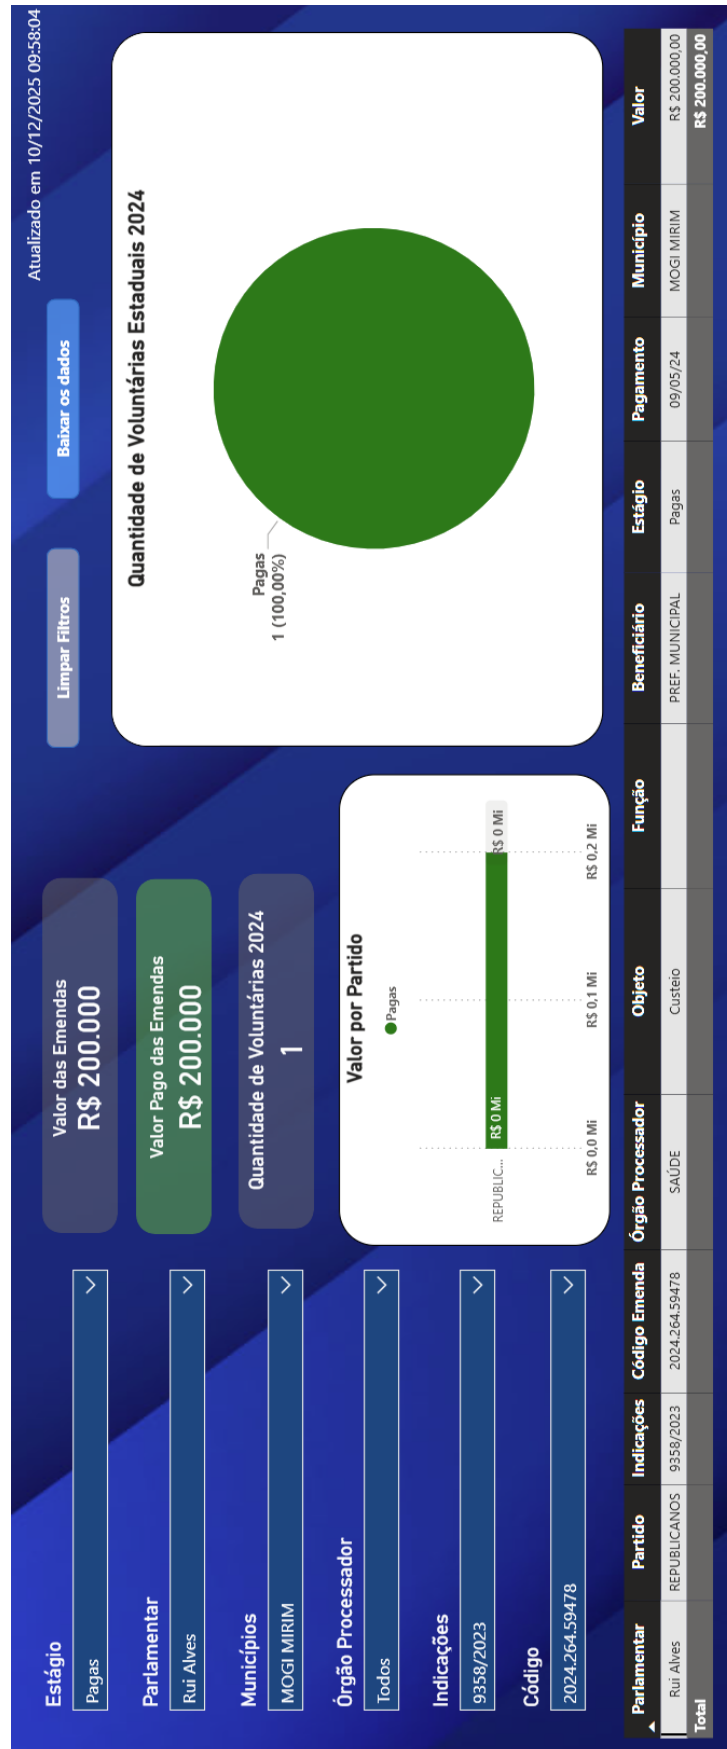 Atualizado em 10/12/2025 09:58:04
Limpar Filtros
Baixar os dados
Estágio
Pagas
Parlamentar
Rui Alves
Municípios
MOGI MIRIM
Órgão Processador
Todos
Indicações
9358/2023
Código
2024.264.59478
Valor das Emendas
R$ 200.000
Valor Pago das Emendas
R$ 200.000
Quantidade de Voluntárias 2024
1
Valor por Partido
Pagas
REPUBLIC...
R$ 0 Mi
R$ 0 Mi
R$ 0,0 Mi
R$ 0,1 Mi
R$ 0,2 Mi
Quantidade de Voluntárias Estaduais 2024
Pagas
1 (100,00%)
Parlamentar Partido Indicações Código Emenda Órgão Processador Objeto Função Beneficiário Estágio Pagamento Município Valor
Rui Alves REPUBLICANOS 9358/2023 2024.264.59478 SAÚDE Custeio PREF. MUNICIPAL Pagas 09/05/24 MOGI MIRIM R$ 200.000,00
Total R$ 200.000,00